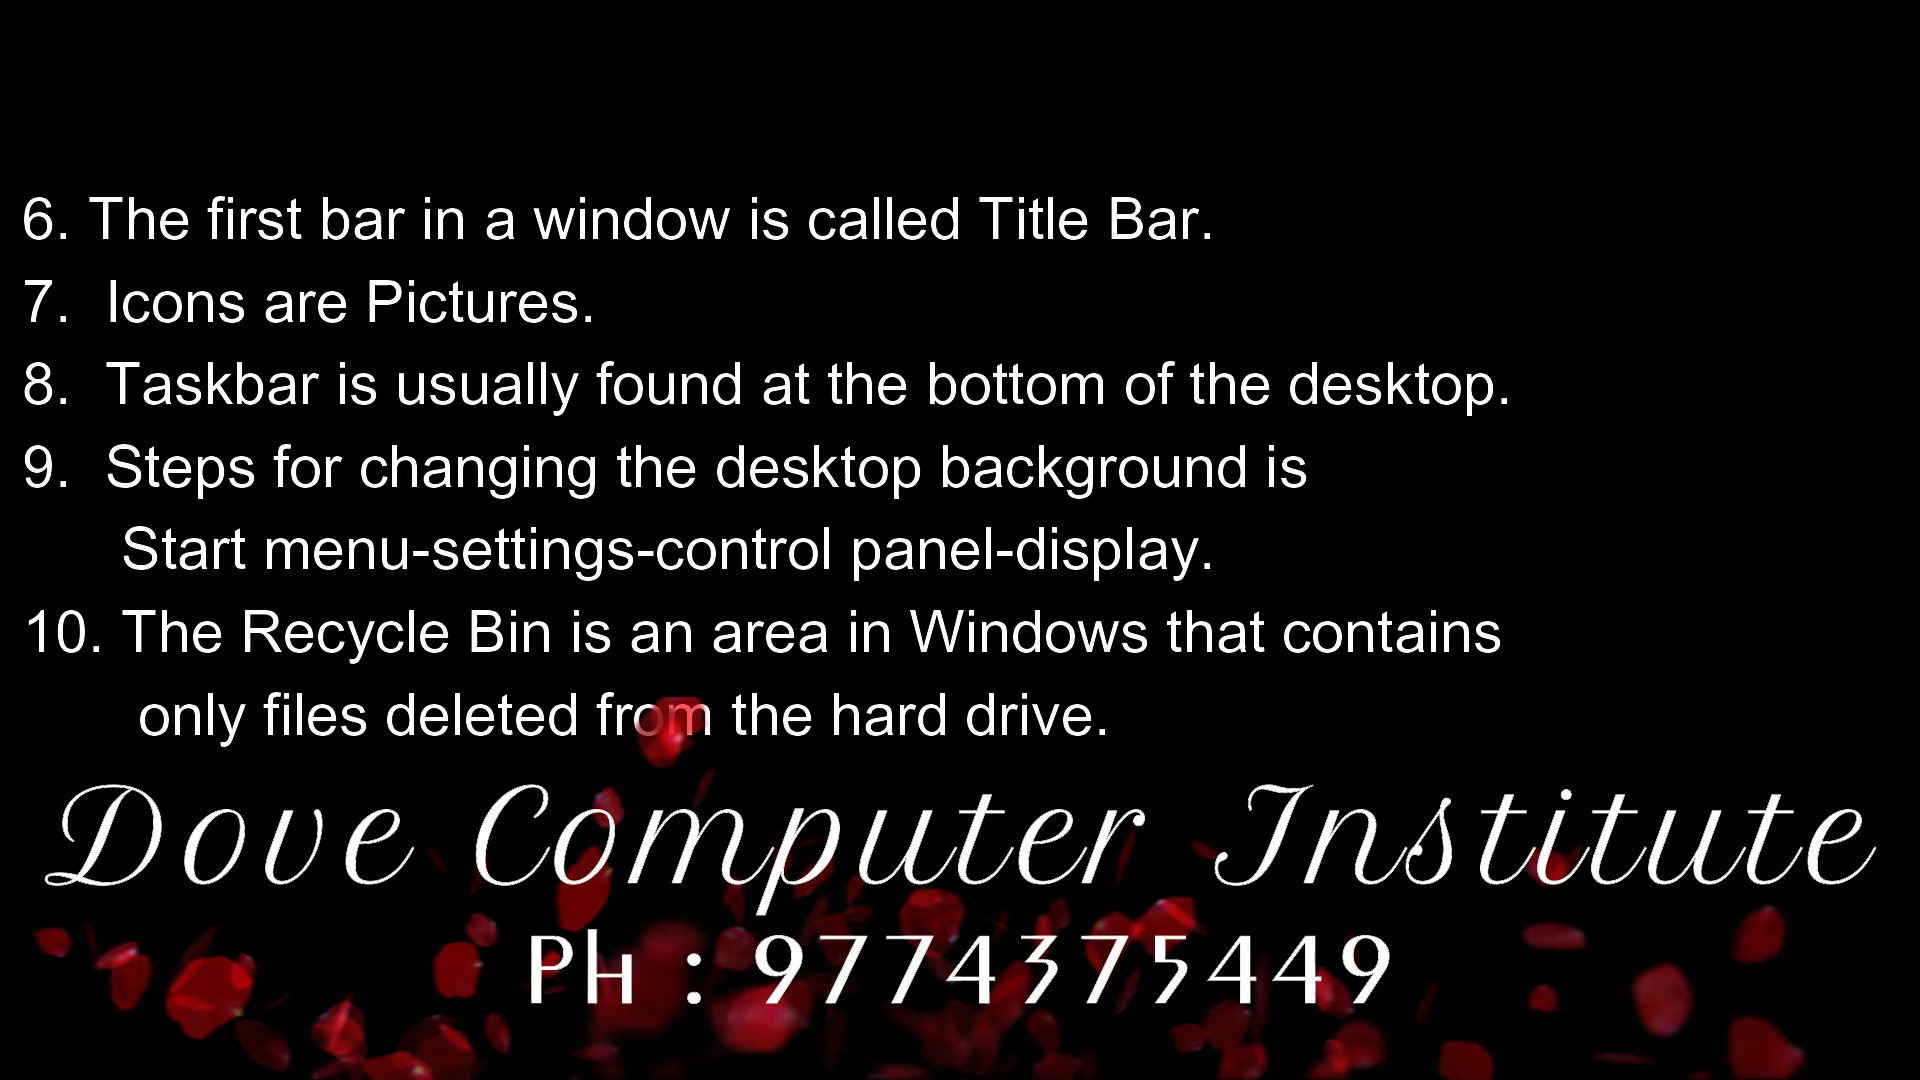 6. The first bar in a window is called Title Bar.
7. Icons are Pictures.
8. Taskbar is usually found at the bottom of the desktop.
9. Steps for changing the desktop background is
Start menu-settings-control panel-display.
10. The Recycle Bin is an area in Windows that contains
only files deleted from the hard drive.
Dove Computer Institute
Ph : 9774375449